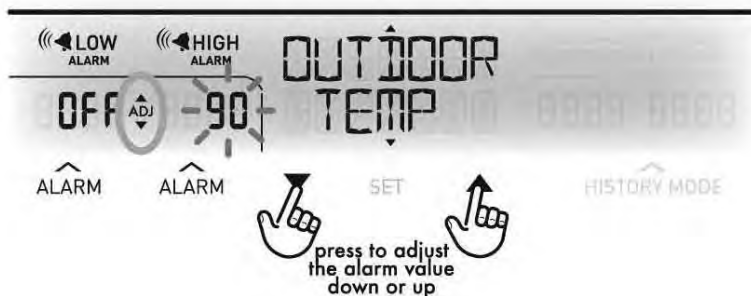 LOW HIGH
ALARM ALARM
OUTDOOR
OFF ADJ 90 TEMP
ALARM ALARM SET HISTORY MODE
press to adjust
the alarm value
down or up